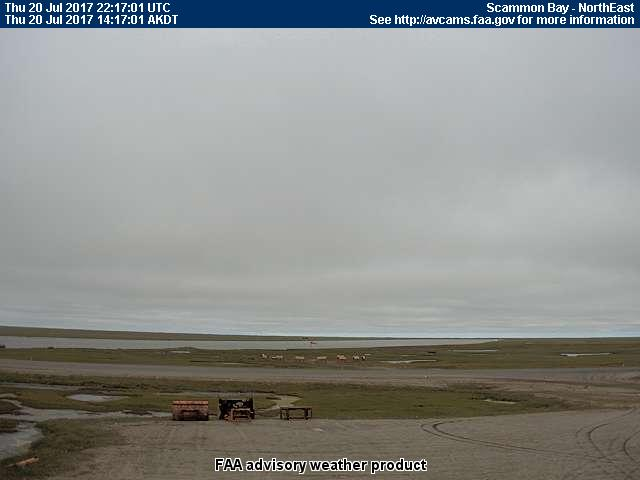 Thu 20 Jul 2017 22:17:01 UTC
Scammon Bay - NorthEast
Thu 20 Jul 2017 14:17:01 AKDT
See http://avcams.faa.gov for more information
FAA advisory weather product